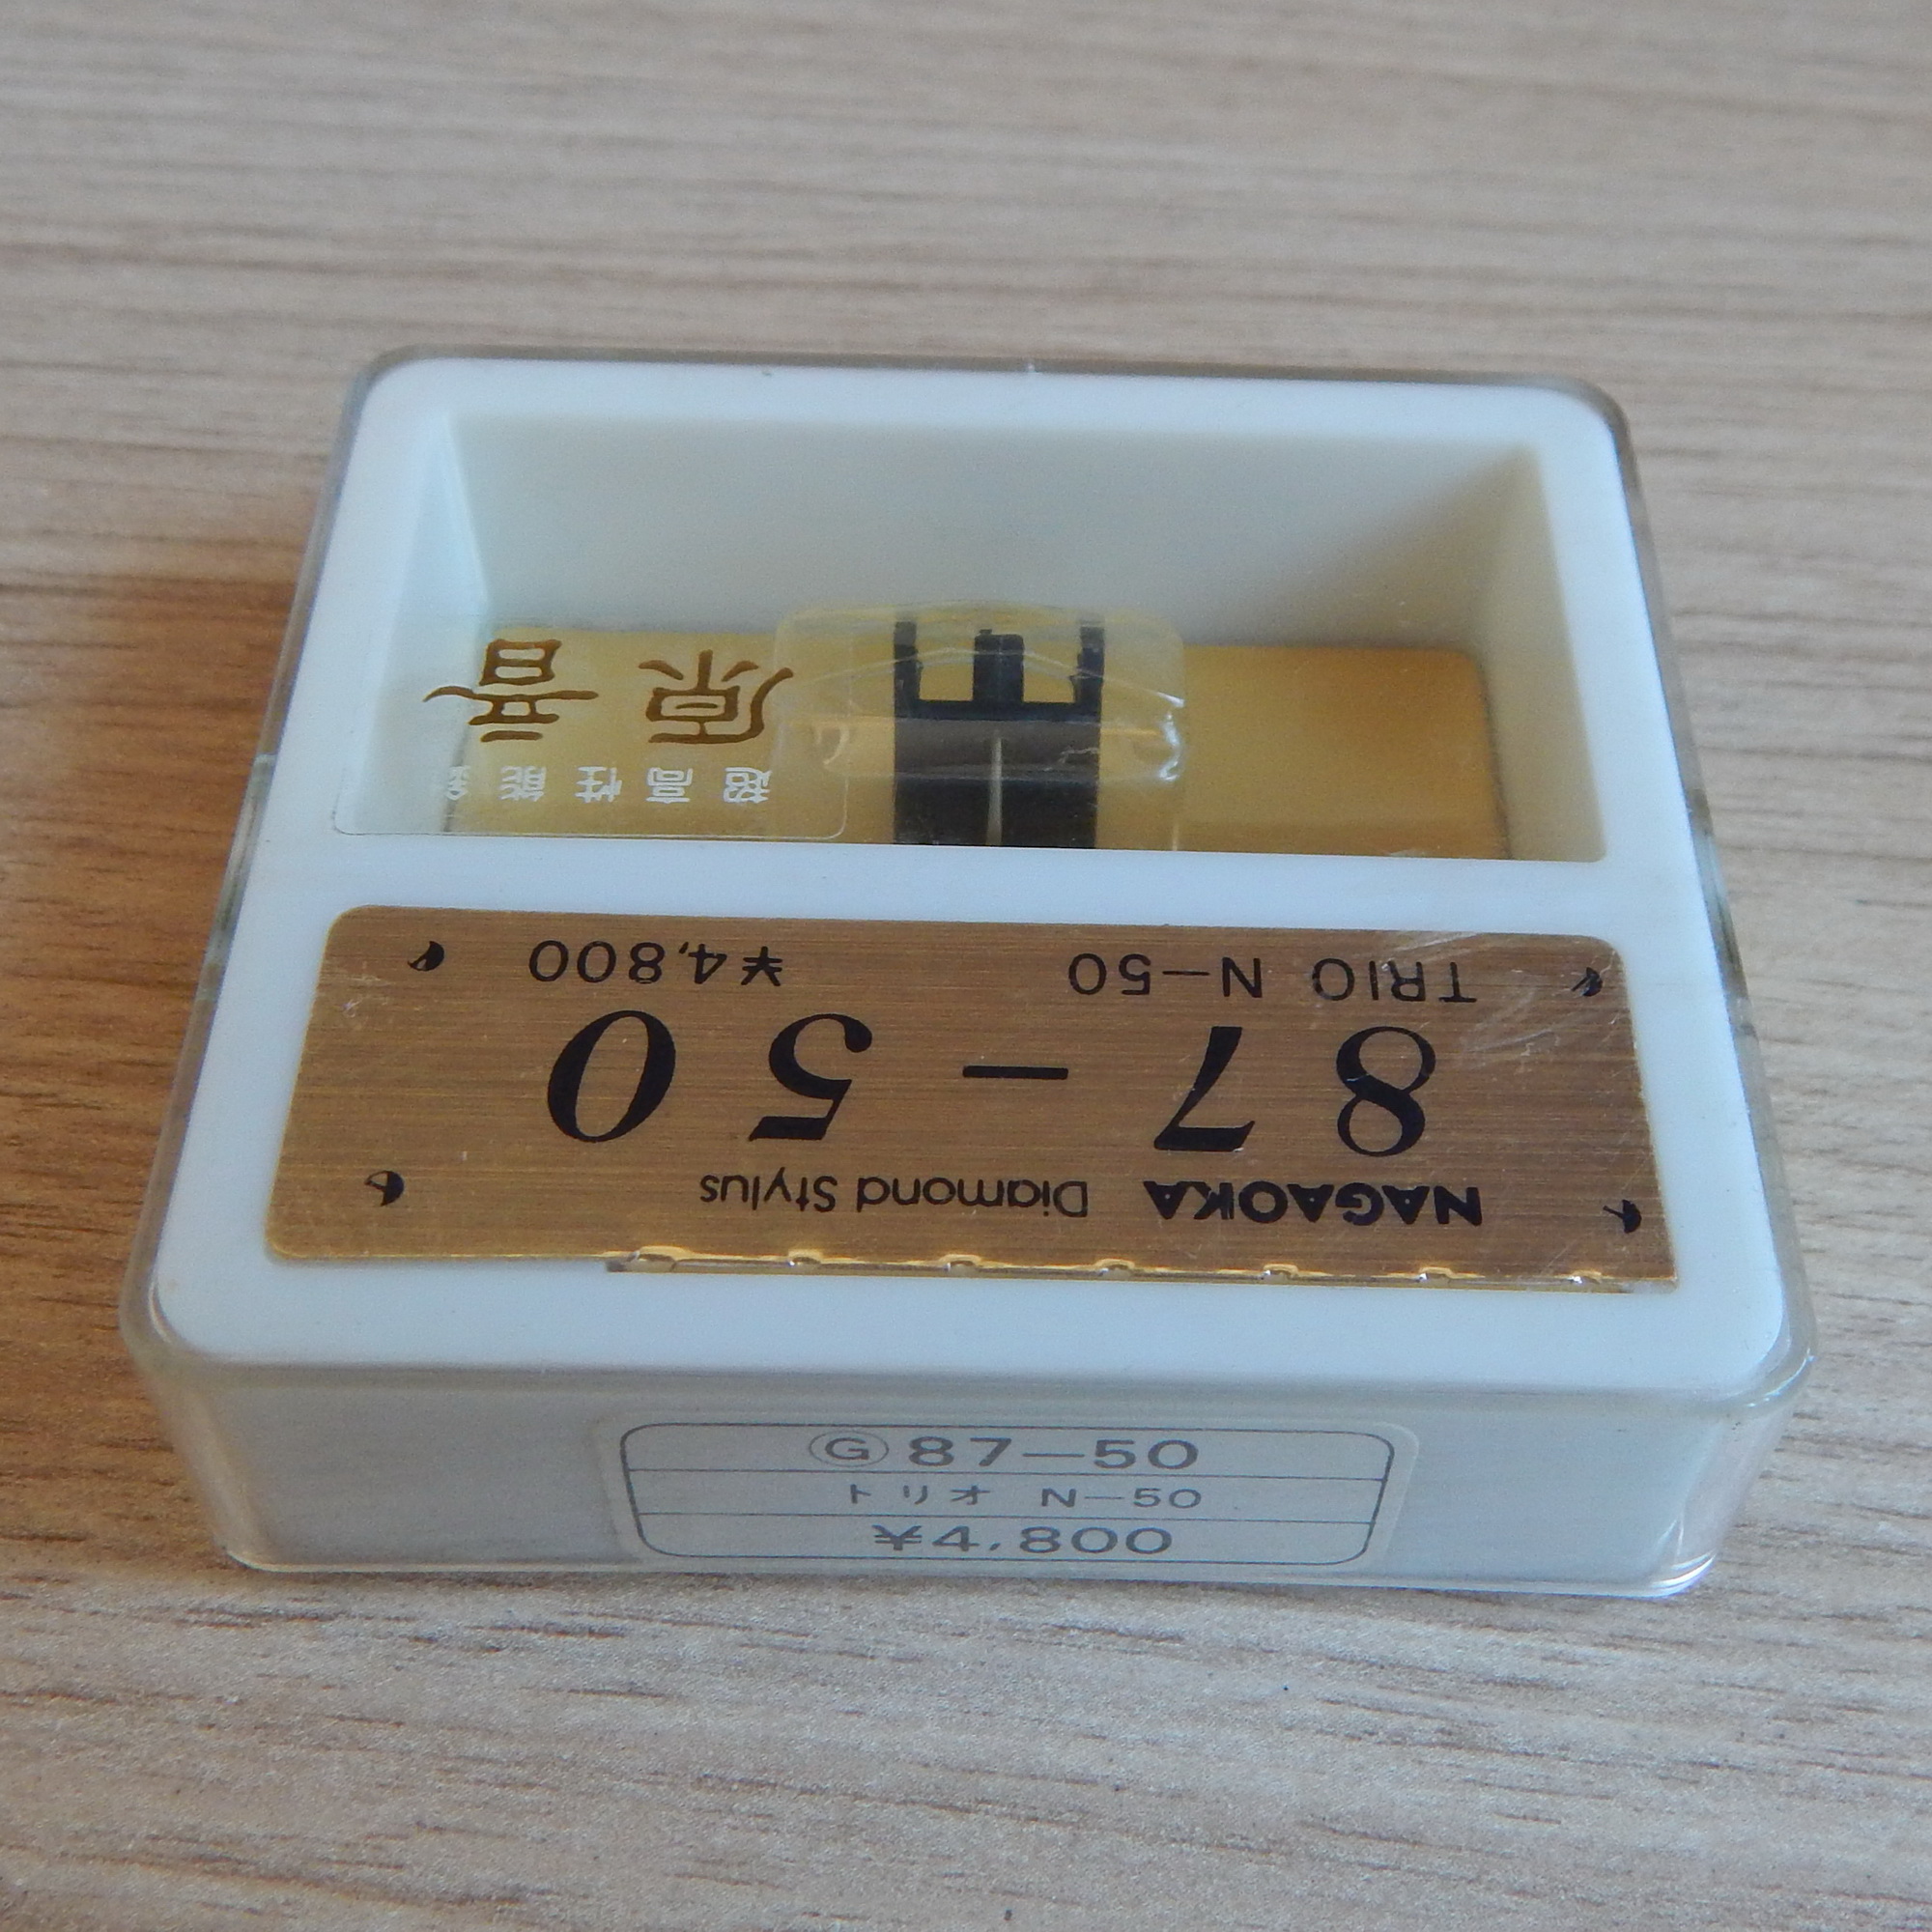 NAGAOKA Diamond Stylus
87-50
TRIO N-50 ¥4,800
超高性能
原音
Ⓖ87-50
トリオ N-50
¥4,800